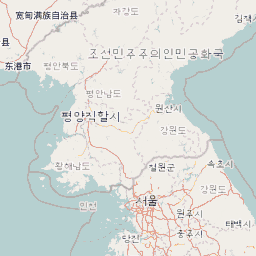 宽甸满族自治县
자강도
김책시
县
조선민주주의인민공화국
东港市
평안북도
평안남도
평양직할시
원산시
강원도
황해남도
철원군
속초시
강원도
인천
서울
원주시
태백시
충주시
당진